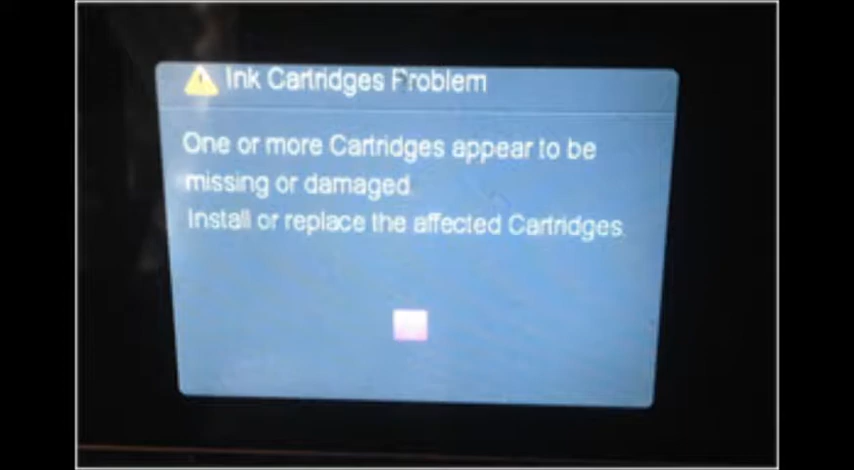 Ink Cartridges Problem
One or more Cartridges appear to be
missing or damaged.
Install or replace the affected Cartridges.